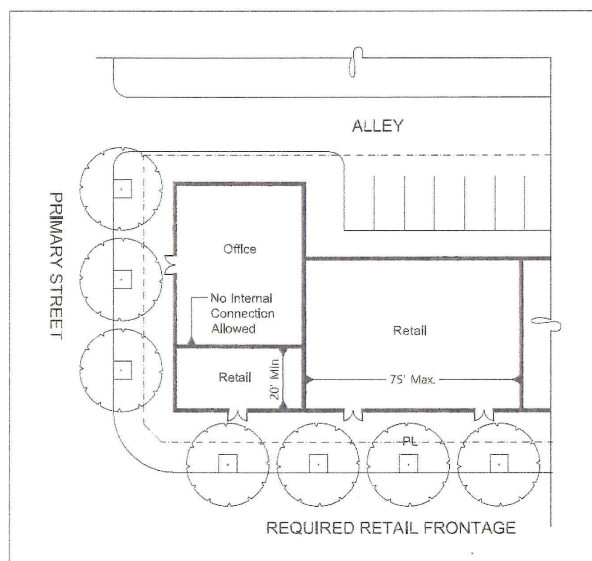 ALLEY
PRIMARY STREET
Office
No Internal
Connection
Allowed
Retail
Retail
20' Min
75' Max.
PL
REQUIRED RETAIL FRONTAGE